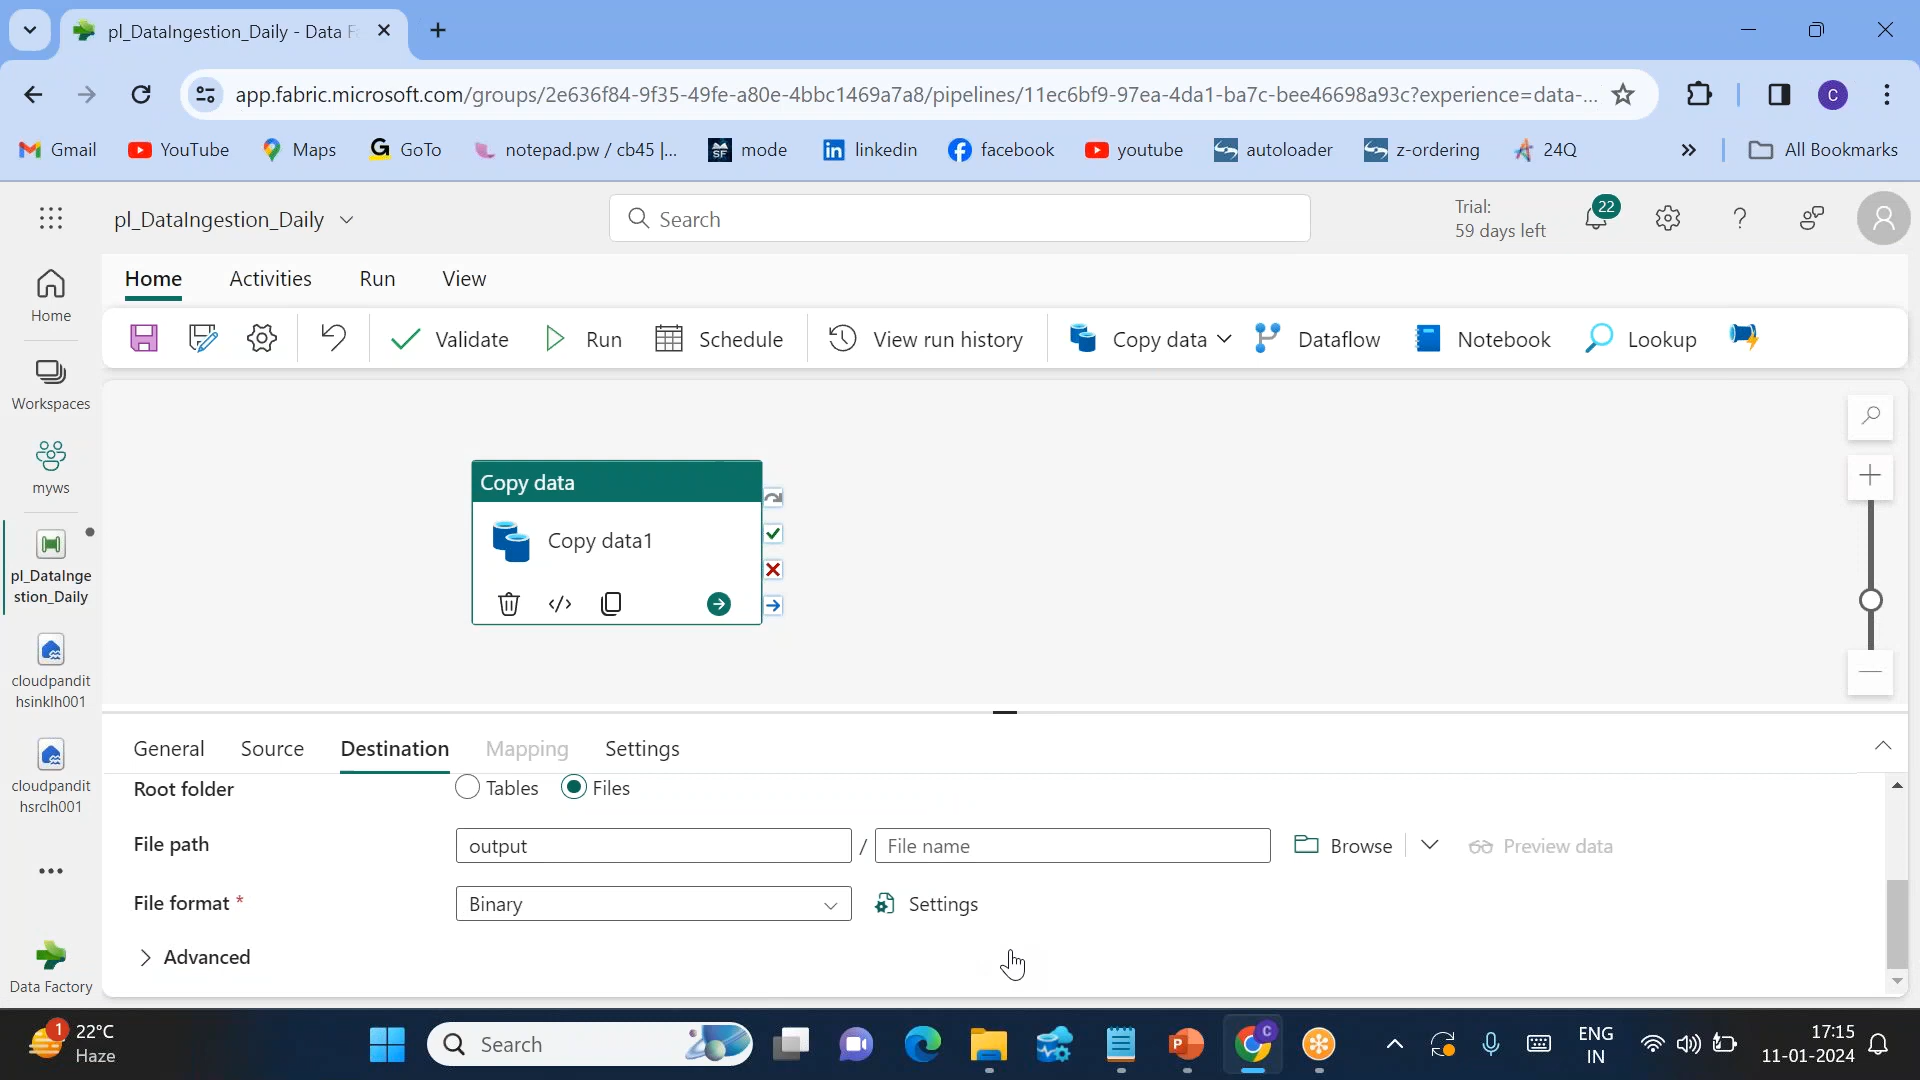 pl_DataIngestion_Daily - Data F
app.fabric.microsoft.com/groups/2e636f84-9f35-49fe-a80e-4bbc1469a7a8/pipelines/11ec6bf9-97ea-4da1-ba7c-bee46698a93c?experience=data-...
C
Gmail
YouTube
Maps
GoTo
notepad.pw / cb45 |...
mode
linkedin
facebook
youtube
autoloader
z-ordering
24Q
All Bookmarks
pl_DataIngestion_Daily
Search
Trial:
59 days left
22
Home
Activities
Run
View
Validate
Run
Schedule
View run history
Copy data
Dataflow
Notebook
Lookup
Home
Workspaces
myws
pl_DataInge
stion_Daily
cloudpandit
hsinklh001
cloudpandit
hsrclh001
Data Factory
Copy data
Copy data1
General
Source
Destination
Mapping
Settings
Root folder
Tables
Files
File path
output
/
File name
Browse
Preview data
File format *
Binary
Settings
Advanced
1
22°C
Haze
Search
ENG
IN
17:15
11-01-2024